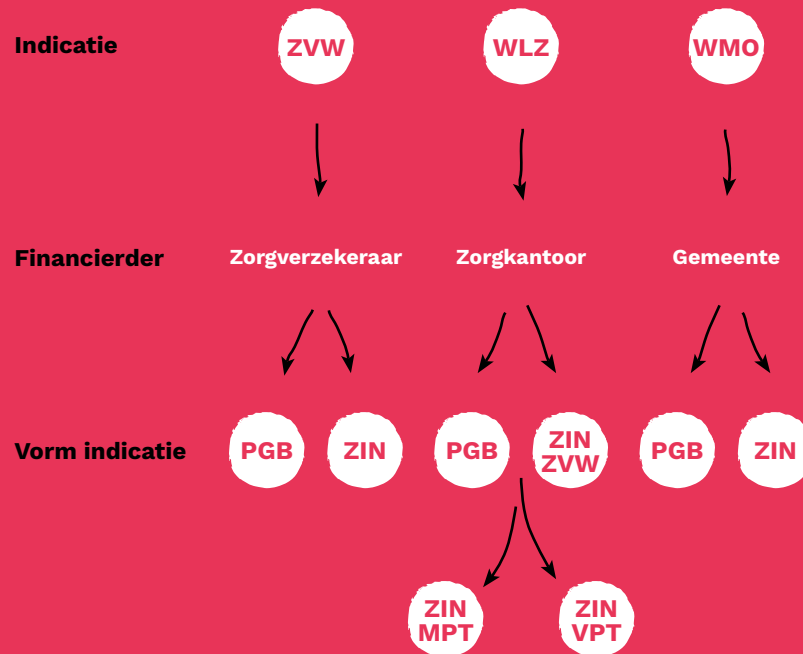 Indicatie
ZVW
WLZ
WMO
Financierder
Zorgverzekeraar
Zorgkantoor
Gemeente
Vorm indicatie
PGB
ZIN
PGB
ZIN
ZVW
PGB
ZIN
ZIN
MPT
ZIN
VPT